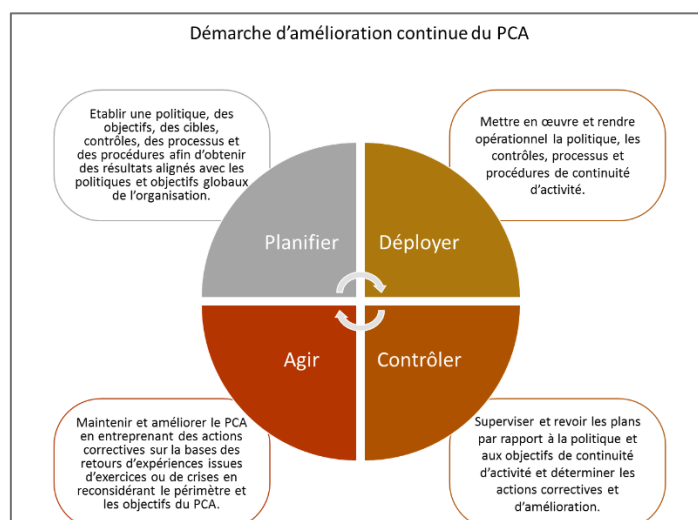 Démarche d'amélioration continue du PCA
Etablir une politique, des
objectifs, des cibles,
contrôles, des processus et
des procédures afin d'obtenir
des résultats alignés avec les
politiques et objectifs globaux
de l'organisation.
Mettre en œuvre et rendre
opérationnel la politique, les
contrôles, processus et
procédures de continuité
d'activité.
Planifier
Déployer
Agir
Contrôler
Maintenir et améliorer le PCA
en entreprenant des actions
correctives sur la bases des
retours d'expériences issues
d'exercices ou de crises en
reconsidérant le périmètre et
les objectifs du PCA.
Superviser et revoir les plans
par rapport à la politique et
aux objectifs de continuité
d'activité et déterminer les
actions correctives et
d'amélioration.